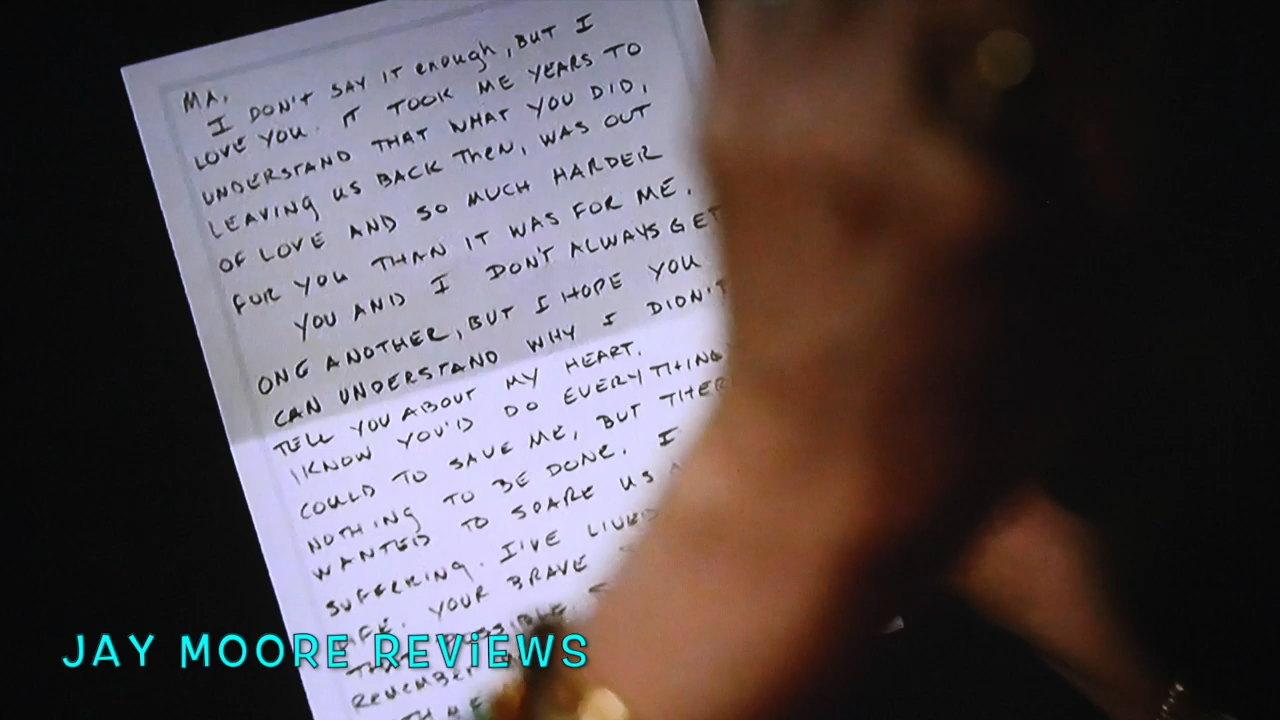 MA,
I DON'T SAY IT enough, BUT I
LOVE YOU. IT TOOK ME YEARS TO
UNDERSTAND THAT WHAT YOU DID,
LEAVING US BACK THEN, WAS OUT
OF LOVE AND SO MUCH HARDER
FOR YOU THAN IT WAS FOR ME.
YOU AND I DON'T ALWAYS GET
ONE ANOTHER, BUT I HOPE YOU
CAN UNDERSTAND WHY I DIDN'T
TELL YOU ABOUT MY HEART.
I KNOW YOU'D DO EVERYTHING
COULD TO SAVE ME, BUT
NOTHING TO BE DONE. I
WANTED TO SPARE US
SUFFERING. I'VE LIVED
LIFE. YOUR BRAVE
REMEMBER
JAY MOORE REViEWS